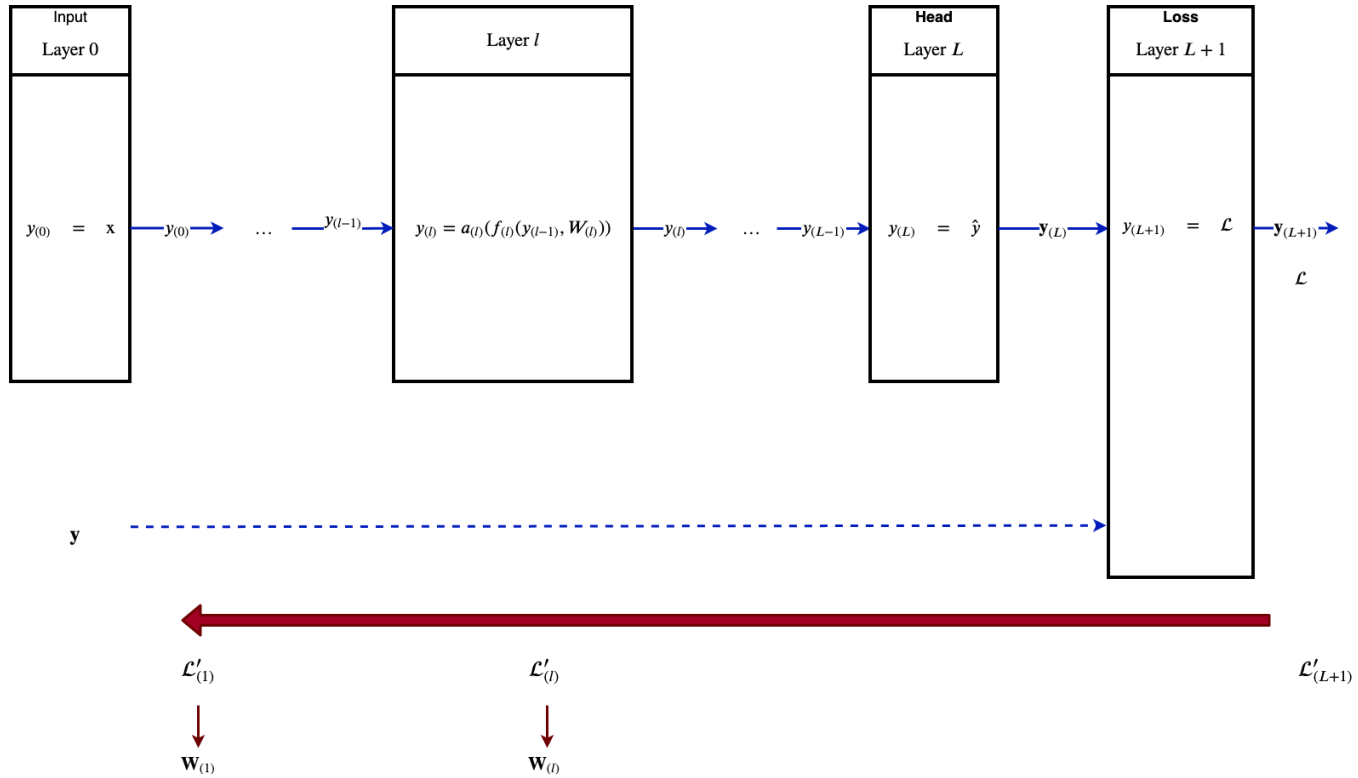 Input
Layer 0
Layer l
Head
Layer L
Loss
Layer L + 1
y(0) = x
y(0)
…
y(l−1)
y(l) = a(l)(f(l)(y(l−1), W(l)))
y(l)
…
y(L−1)
y(L) = ŷ
y(L)
y(L+1) = ℒ
y(L+1)
ℒ
y
ℒ′(1)
ℒ′(l)
ℒ′(L+1)
W(1)
W(l)